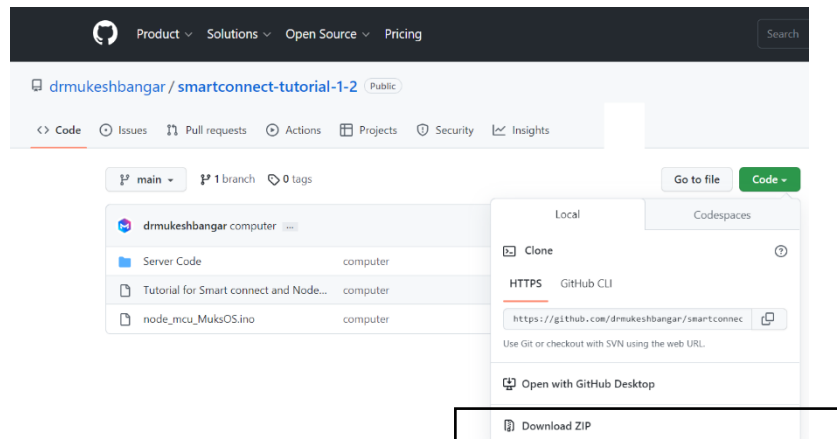 Product Solutions Open Source Pricing Search
drmukeshbangar / smartconnect-tutorial-1-2 Public
<> Code Issues Pull requests Actions Projects Security Insights
main 1 branch 0 tags Go to file Code
Local Codespaces
drmukeshbangar computer ...
Clone
Server Code computer
HTTPS GitHub CLI
Tutorial for Smart connect and Node... computer
node_mcu_MuksOS.ino computer
https://github.com/drmukeshbangar/smartconnec
Use Git or checkout with SVN using the web URL.
Open with GitHub Desktop
Download ZIP